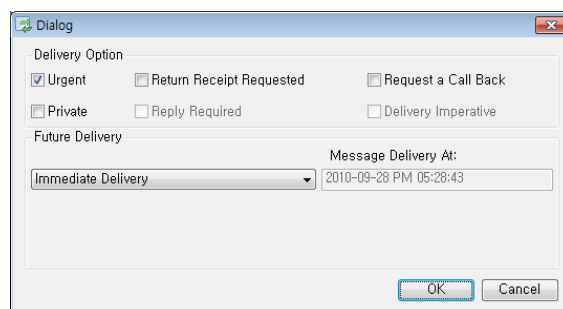 Dialog
Delivery Option
Urgent Return Receipt Requested Request a Call Back
Private Reply Required Delivery Imperative
Future Delivery
Message Delivery At:
Immediate Delivery 2010-09-28 PM 05:28:43
OK Cancel